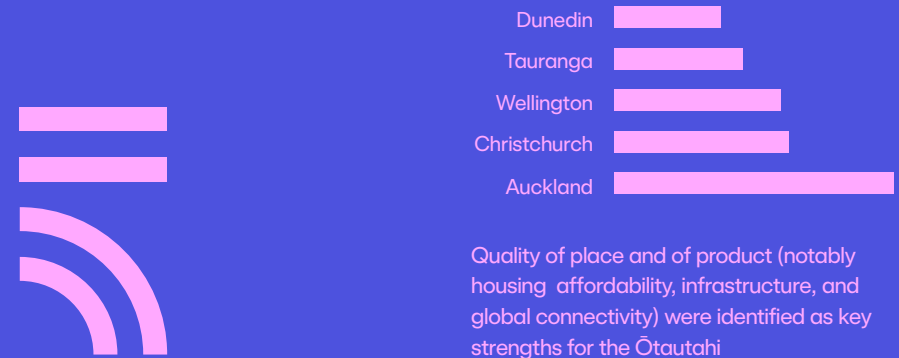 Dunedin
Tauranga
Wellington
Christchurch
Auckland
Quality of place and of product (notably
housing  affordability, infrastructure, and
global connectivity) were identified as key
strengths for the Ōtautahi